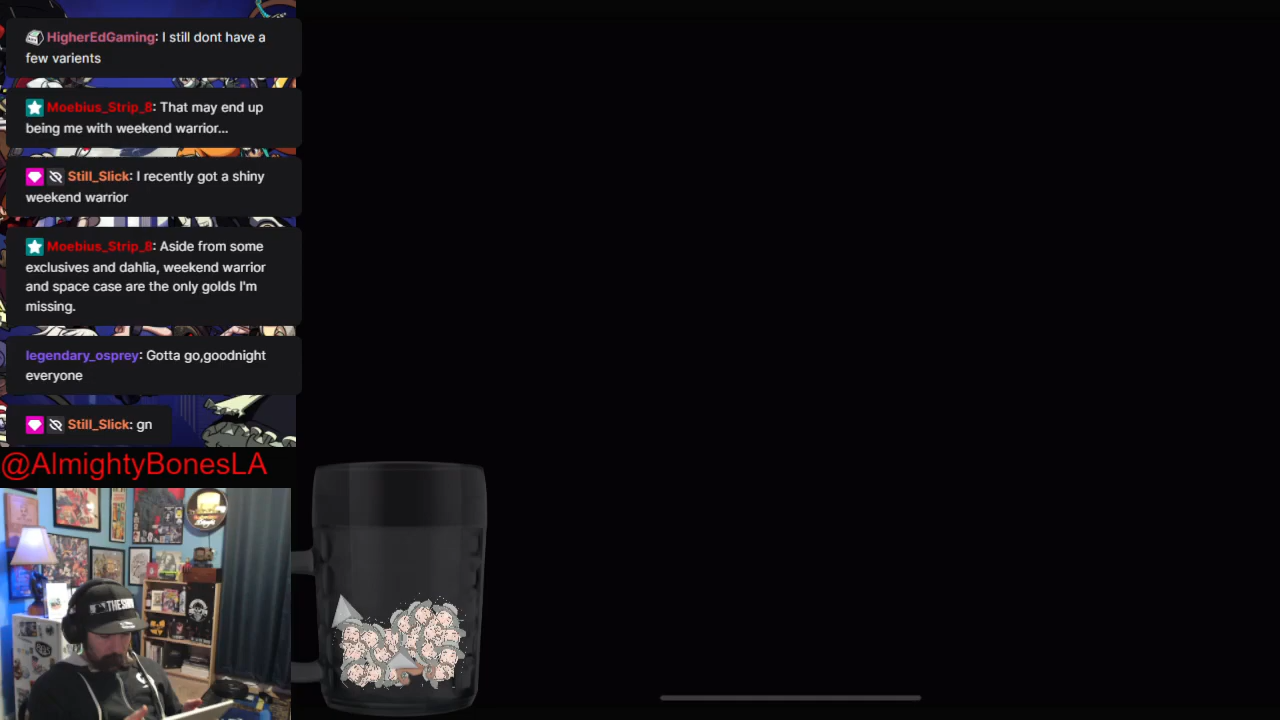 HigherEdGaming: I still dont have a
few varients
Moebius_Strip_8: That may end up
being me with weekend warrior...
Still_Slick: I recently got a shiny
weekend warrior
Moebius_Strip_8: Aside from some
exclusives and dahlia, weekend warrior
and space case are the only golds I'm
missing.
legendary_osprey: Gotta go,goodnight
everyone
Still_Slick: gn
@AlmightyBonesLA